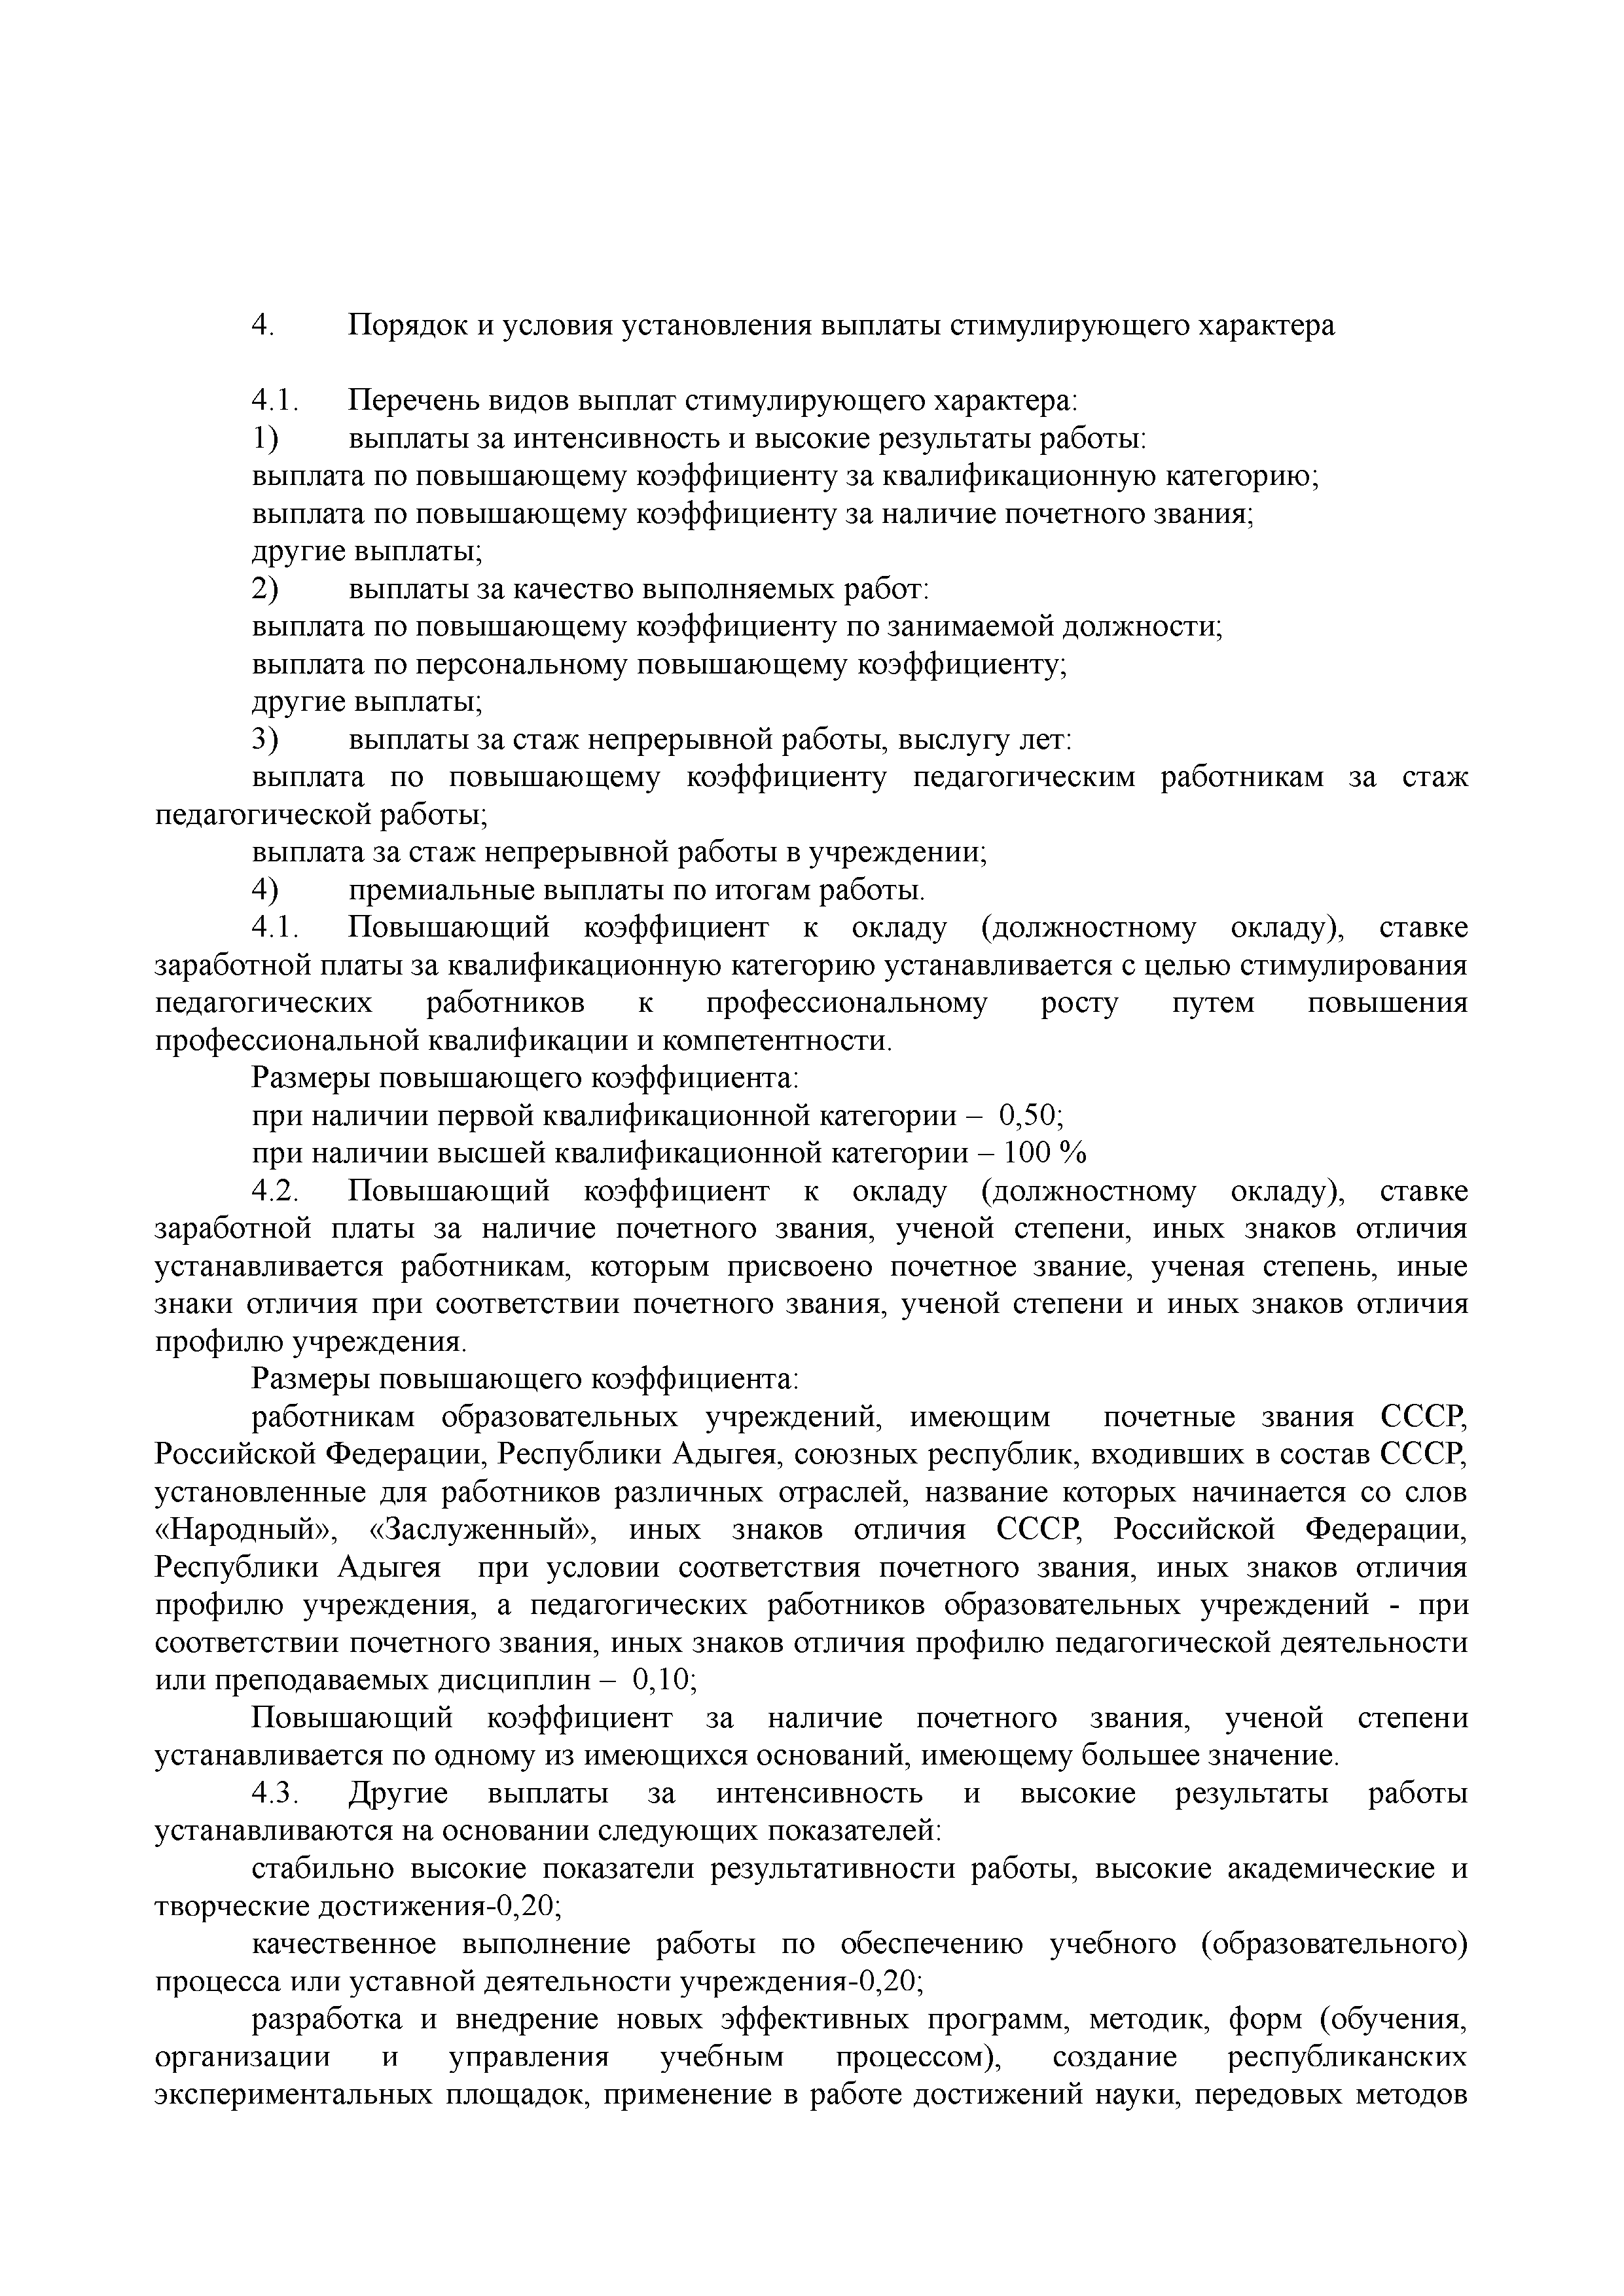 4. Порядок и условия установления выплаты стимулирующего характера
4.1. Перечень видов выплат стимулирующего характера:
1) выплаты за интенсивность и высокие результаты работы:
выплата по повышающему коэффициенту за квалификационную категорию;
выплата по повышающему коэффициенту за наличие почетного звания;
другие выплаты;
2) выплаты за качество выполняемых работ:
выплата по повышающему коэффициенту по занимаемой должности;
выплата по персональному повышающему коэффициенту;
другие выплаты;
3) выплаты за стаж непрерывной работы, выслугу лет:
выплата по повышающему коэффициенту педагогическим работникам за стаж
педагогической работы;
выплата за стаж непрерывной работы в учреждении;
4) премиальные выплаты по итогам работы.
4.1. Повышающий коэффициент к окладу (должностному окладу), ставке
заработной платы за квалификационную категорию устанавливается с целью стимулирования
педагогических работников к профессиональному росту путем повышения
профессиональной квалификации и компетентности.
Размеры повышающего коэффициента:
при наличии первой квалификационной категории – 0,50;
при наличии высшей квалификационной категории – 100 %
4.2. Повышающий коэффициент к окладу (должностному окладу), ставке
заработной платы за наличие почетного звания, ученой степени, иных знаков отличия
устанавливается работникам, которым присвоено почетное звание, ученая степень, иные
знаки отличия при соответствии почетного звания, ученой степени и иных знаков отличия
профилю учреждения.
Размеры повышающего коэффициента:
работникам образовательных учреждений, имеющим почетные звания СССР,
Российской Федерации, Республики Адыгея, союзных республик, входивших в состав СССР,
установленные для работников различных отраслей, название которых начинается со слов
«Народный», «Заслуженный», иных знаков отличия СССР, Российской Федерации,
Республики Адыгея при условии соответствия почетного звания, иных знаков отличия
профилю учреждения, а педагогических работников образовательных учреждений - при
соответствии почетного звания, иных знаков отличия профилю педагогической деятельности
или преподаваемых дисциплин – 0,10;
Повышающий коэффициент за наличие почетного звания, ученой степени
устанавливается по одному из имеющихся оснований, имеющему большее значение.
4.3. Другие выплаты за интенсивность и высокие результаты работы
устанавливаются на основании следующих показателей:
стабильно высокие показатели результативности работы, высокие академические и
творческие достижения-0,20;
качественное выполнение работы по обеспечению учебного (образовательного)
процесса или уставной деятельности учреждения-0,20;
разработка и внедрение новых эффективных программ, методик, форм (обучения,
организации и управления учебным процессом), создание республиканских
экспериментальных площадок, применение в работе достижений науки, передовых методов